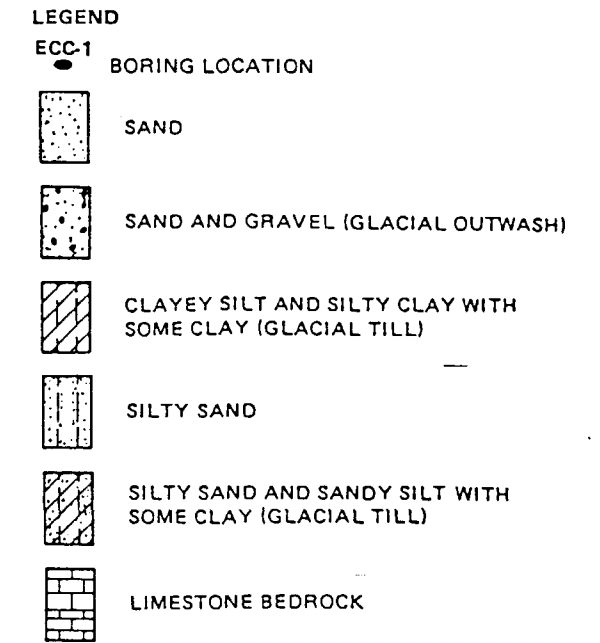 LEGEND
ECC-1
BORING LOCATION
SAND
SAND AND GRAVEL (GLACIAL OUTWASH)
CLAYEY SILT AND SILTY CLAY WITH
SOME CLAY (GLACIAL TILL)
SILTY SAND
SILTY SAND AND SANDY SILT WITH
SOME CLAY (GLACIAL TILL)
LIMESTONE BEDROCK